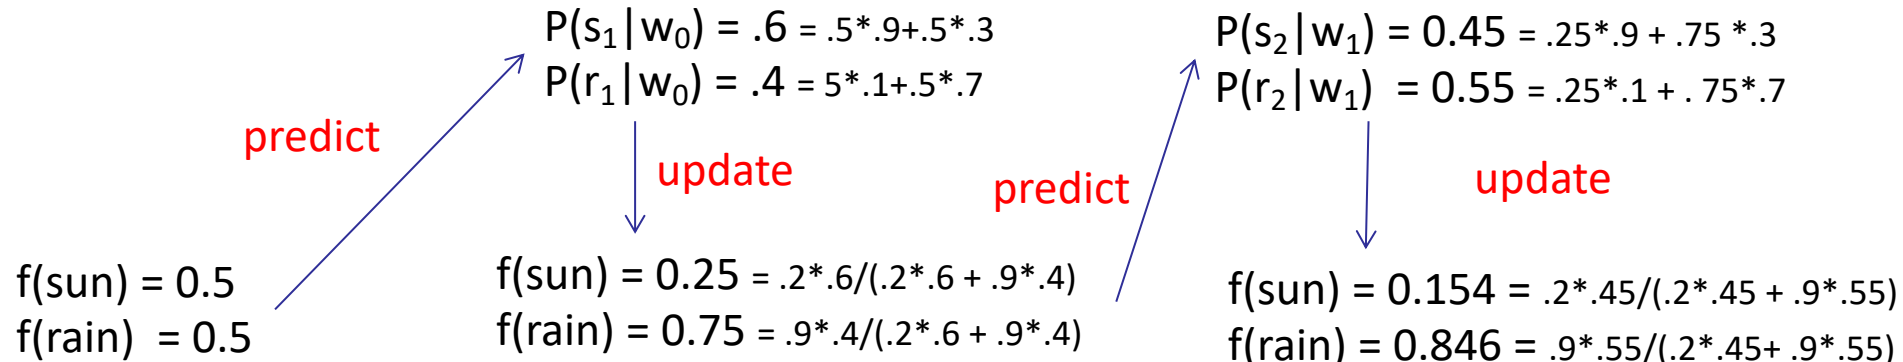 P(s₁|w₀) = .6 = .5*.9+.5*.3
P(r₁|w₀) = .4 = 5*.1+.5*.7
predict
update
f(sun) = 0.5
f(rain) = 0.5
f(sun) = 0.25 = .2*.6/(.2*.6 + .9*.4)
f(rain) = 0.75 = .9*.4/(.2*.6 + .9*.4)
predict
P(s₂|w₁) = 0.45 = .25*.9 + .75 *.3
P(r₂|w₁) = 0.55 = .25*.1 + . 75*.7
update
f(sun) = 0.154 = .2*.45/(.2*.45 + .9*.55)
f(rain) = 0.846 = .9*.55/(.2*.45+ .9*.55)